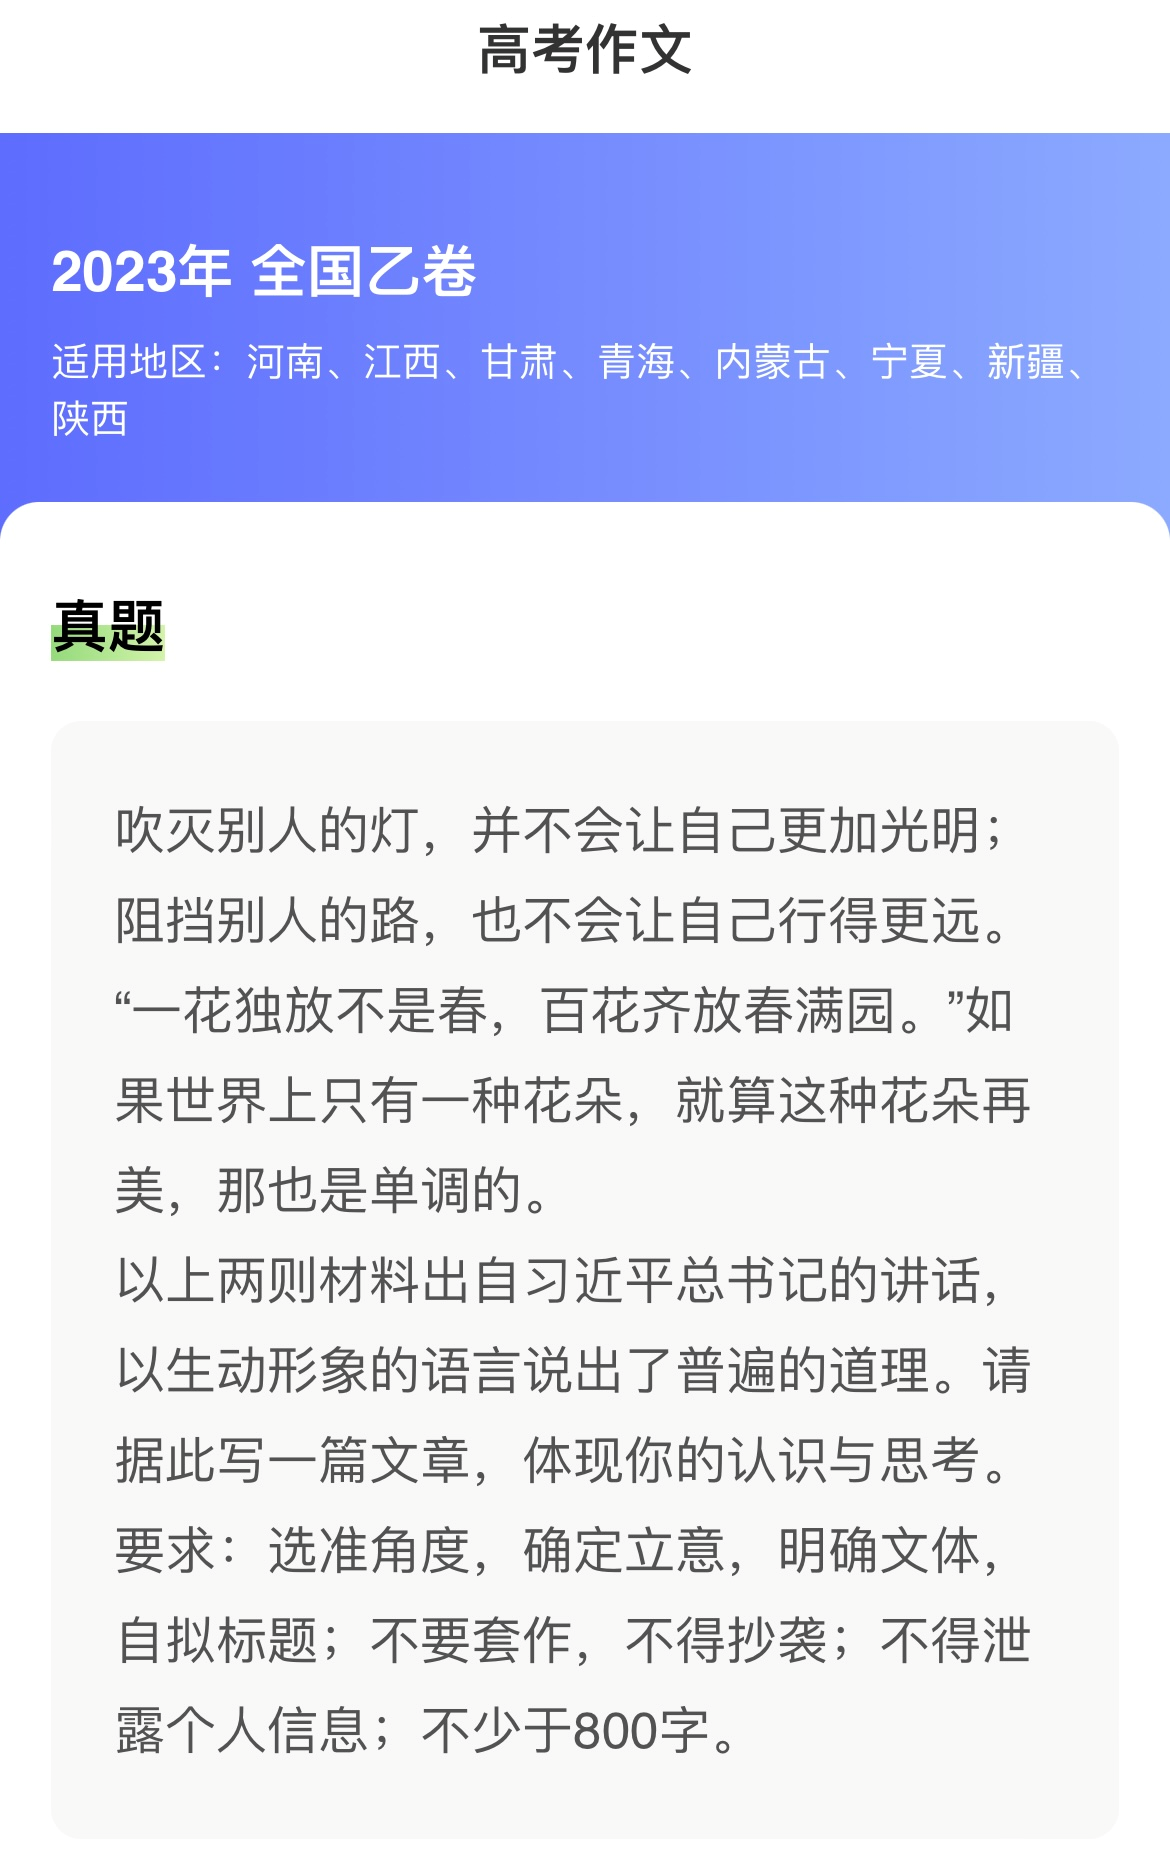 高考作文
2023年 全国乙卷
适用地区：河南、江西、甘肃、青海、内蒙古、宁夏、新疆、
陕西
真题
吹灭别人的灯，并不会让自己更加光明；
阻挡别人的路，也不会让自己行得更远。
“一花独放不是春，百花齐放春满园。”如
果世界上只有一种花朵，就算这种花朵再
美，那也是单调的。
以上两则材料出自习近平总书记的讲话，
以生动形象的语言说出了普遍的道理。请
据此写一篇文章，体现你的认识与思考。
要求：选准角度，确定立意，明确文体，
自拟标题；不要套作，不得抄袭；不得泄
露个人信息；不少于800字。